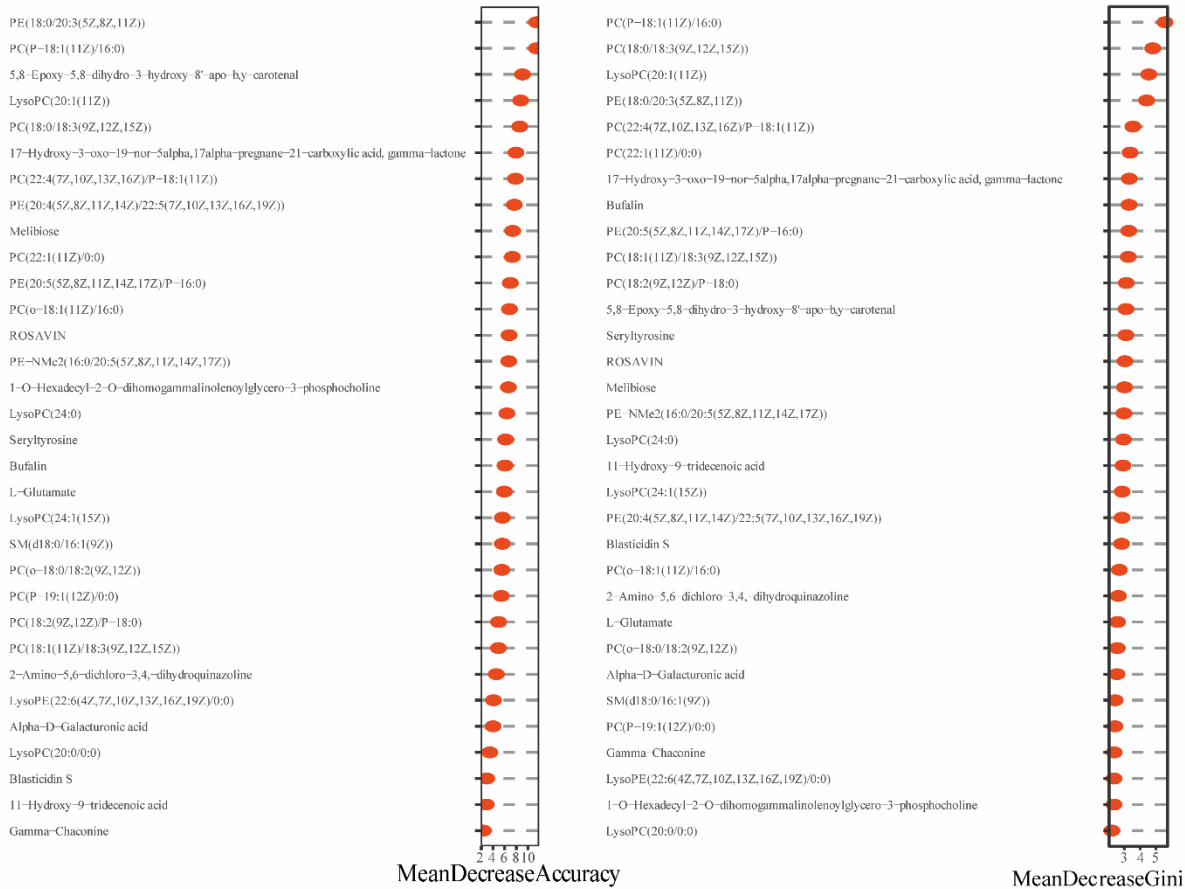 PE(18:0/20:3(5Z,8Z,11Z))
PC(P−18:1(11Z)/16:0)
5,8−Epoxy−5,8−dihydro−3−hydroxy−8'−apo−b,y−carotenal
LysoPC(20:1(11Z))
PC(18:0/18:3(9Z,12Z,15Z))
17−Hydroxy−3−oxo−19−nor−5alpha,17alpha−pregnane−21−carboxylic acid, gamma−lactone
PC(22:4(7Z,10Z,13Z,16Z)/P−18:1(11Z))
PE(20:4(5Z,8Z,11Z,14Z)/22:5(7Z,10Z,13Z,16Z,19Z))
Melibiose
PC(22:1(11Z)/0:0)
PE(20:5(5Z,8Z,11Z,14Z,17Z)/P−16:0)
PC(o−18:1(11Z)/16:0)
ROSAVIN
PE−NMe2(16:0/20:5(5Z,8Z,11Z,14Z,17Z))
1−O−Hexadecyl−2−O−dihomogammalinolenoylglycero−3−phosphocholine
LysoPC(24:0)
Seryltyrosine
Bufalin
L−Glutamate
LysoPC(24:1(15Z))
SM(d18:0/16:1(9Z))
PC(o−18:0/18:2(9Z,12Z))
PC(P−19:1(12Z)/0:0)
PC(18:2(9Z,12Z)/P−18:0)
PC(18:1(11Z)/18:3(9Z,12Z,15Z))
2−Amino−5,6−dichloro−3,4,−dihydroquinazoline
LysoPE(22:6(4Z,7Z,10Z,13Z,16Z,19Z)/0:0)
Alpha−D−Galacturonic acid
LysoPC(20:0/0:0)
Blasticidin S
11−Hydroxy−9−tridecenoic acid
Gamma−Chaconine
2 4 6 8 10
MeanDecreaseAccuracy
PC(P−18:1(11Z)/16:0)
PC(18:0/18:3(9Z,12Z,15Z))
LysoPC(20:1(11Z))
PE(18:0/20:3(5Z,8Z,11Z))
PC(22:4(7Z,10Z,13Z,16Z)/P−18:1(11Z))
PC(22:1(11Z)/0:0)
17−Hydroxy−3−oxo−19−nor−5alpha,17alpha−pregnane−21−carboxylic acid, gamma−lactone
Bufalin
PE(20:5(5Z,8Z,11Z,14Z,17Z)/P−16:0)
PC(18:1(11Z)/18:3(9Z,12Z,15Z))
PC(18:2(9Z,12Z)/P−18:0)
5,8−Epoxy−5,8−dihydro−3−hydroxy−8'−apo−b,y−carotenal
Seryltyrosine
ROSAVIN
Melibiose
PE−NMe2(16:0/20:5(5Z,8Z,11Z,14Z,17Z))
LysoPC(24:0)
11−Hydroxy−9−tridecenoic acid
LysoPC(24:1(15Z))
PE(20:4(5Z,8Z,11Z,14Z)/22:5(7Z,10Z,13Z,16Z,19Z))
Blasticidin S
PC(o−18:1(11Z)/16:0)
2−Amino−5,6−dichloro−3,4,−dihydroquinazoline
L−Glutamate
PC(o−18:0/18:2(9Z,12Z))
Alpha−D−Galacturonic acid
SM(d18:0/16:1(9Z))
PC(P−19:1(12Z)/0:0)
Gamma−Chaconine
LysoPE(22:6(4Z,7Z,10Z,13Z,16Z,19Z)/0:0)
1−O−Hexadecyl−2−O−dihomogammalinolenoylglycero−3−phosphocholine
LysoPC(20:0/0:0)
3 4 5
MeanDecreaseGini